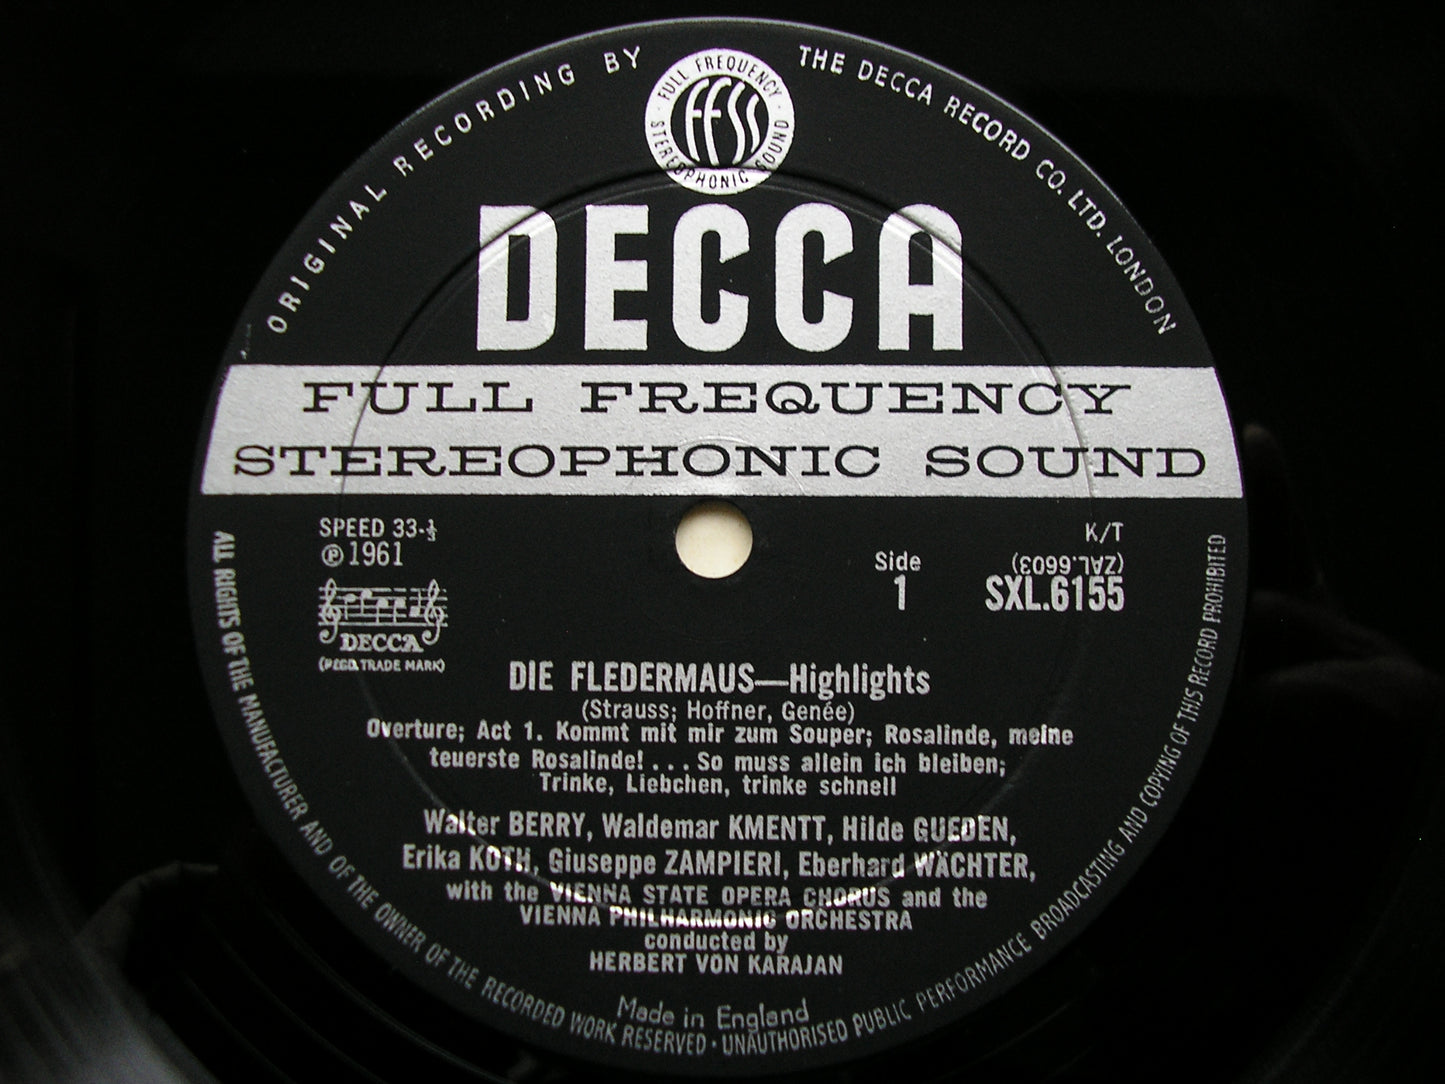 ORIGINAL RECORDING BY THE DECCA RECORD CO. LTD. LONDON
FULL FREQUENCY
FFSS
STEREOPHONIC SOUND
DECCA
FULL FREQUENCY
STEREOPHONIC SOUND
SPEED 33-⅓
℗ 1961
DECCA
(REGD. TRADE MARK)
Side
1
K/T
(ZAL.6603)
SXL.6155
DIE FLEDERMAUS—Highlights
(Strauss; Hoffner, Genée)
Overture; Act 1. Kommt mit mir zum Souper; Rosalinde, meine
teuerste Rosalinde! . . . So muss allein ich bleiben;
Trinke, Liebchen, trinke schnell
Walter BERRY, Waldemar KMENTT, Hilde GUEDEN,
Erika KOTH, Giuseppe ZAMPIERI, Eberhard WÄCHTER,
with the VIENNA STATE OPERA CHORUS and the
VIENNA PHILHARMONIC ORCHESTRA
conducted by
HERBERT VON KARAJAN
Made in England
ALL RIGHTS OF THE MANUFACTURER AND OF THE OWNER OF THE RECORDED WORK RESERVED · UNAUTHORISED PUBLIC PERFORMANCE BROADCASTING AND COPYING OF THIS RECORD PROHIBITED